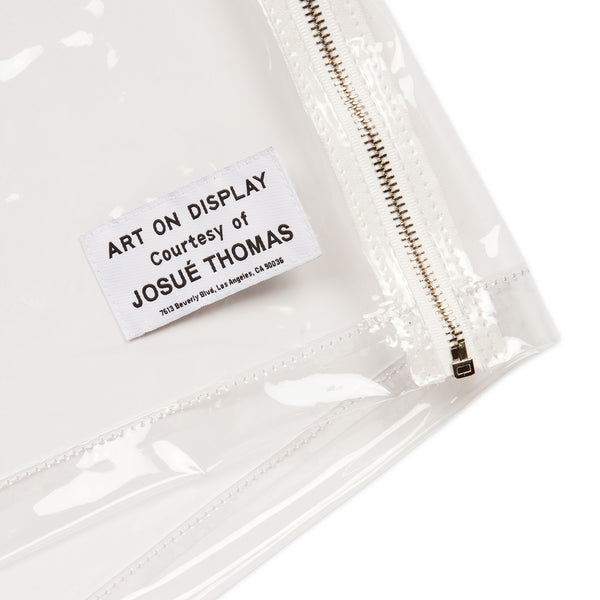 ART ON DISPLAY
Courtesy of
JOSUÉ THOMAS
7613 Beverly Blvd, Los Angeles, CA 90036